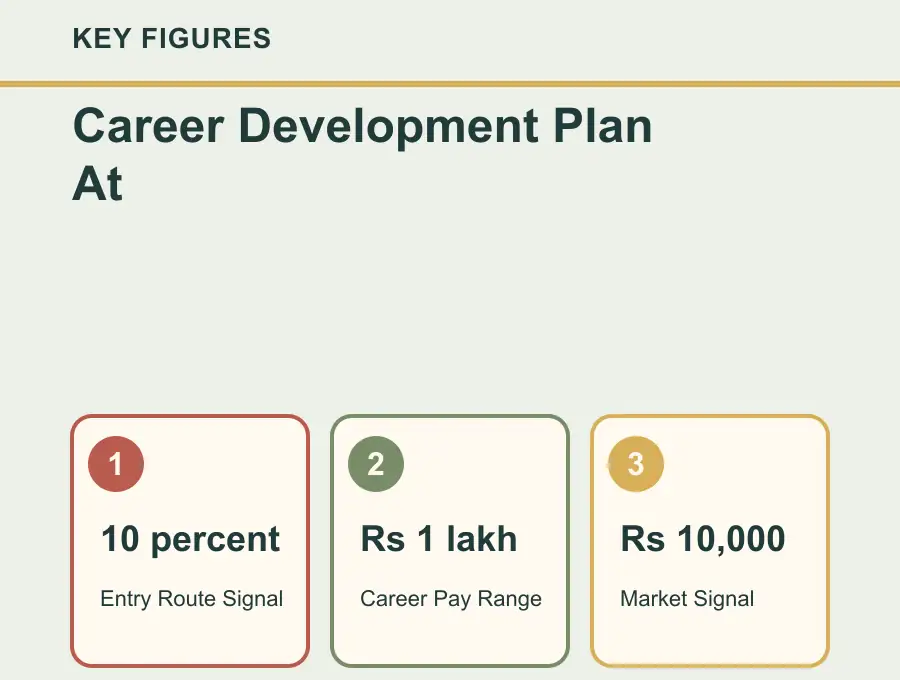 KEY FIGURES
Career Development Plan
At
1
2
3
10 percent
Rs 1 lakh
Rs 10,000
Entry Route Signal
Career Pay Range
Market Signal